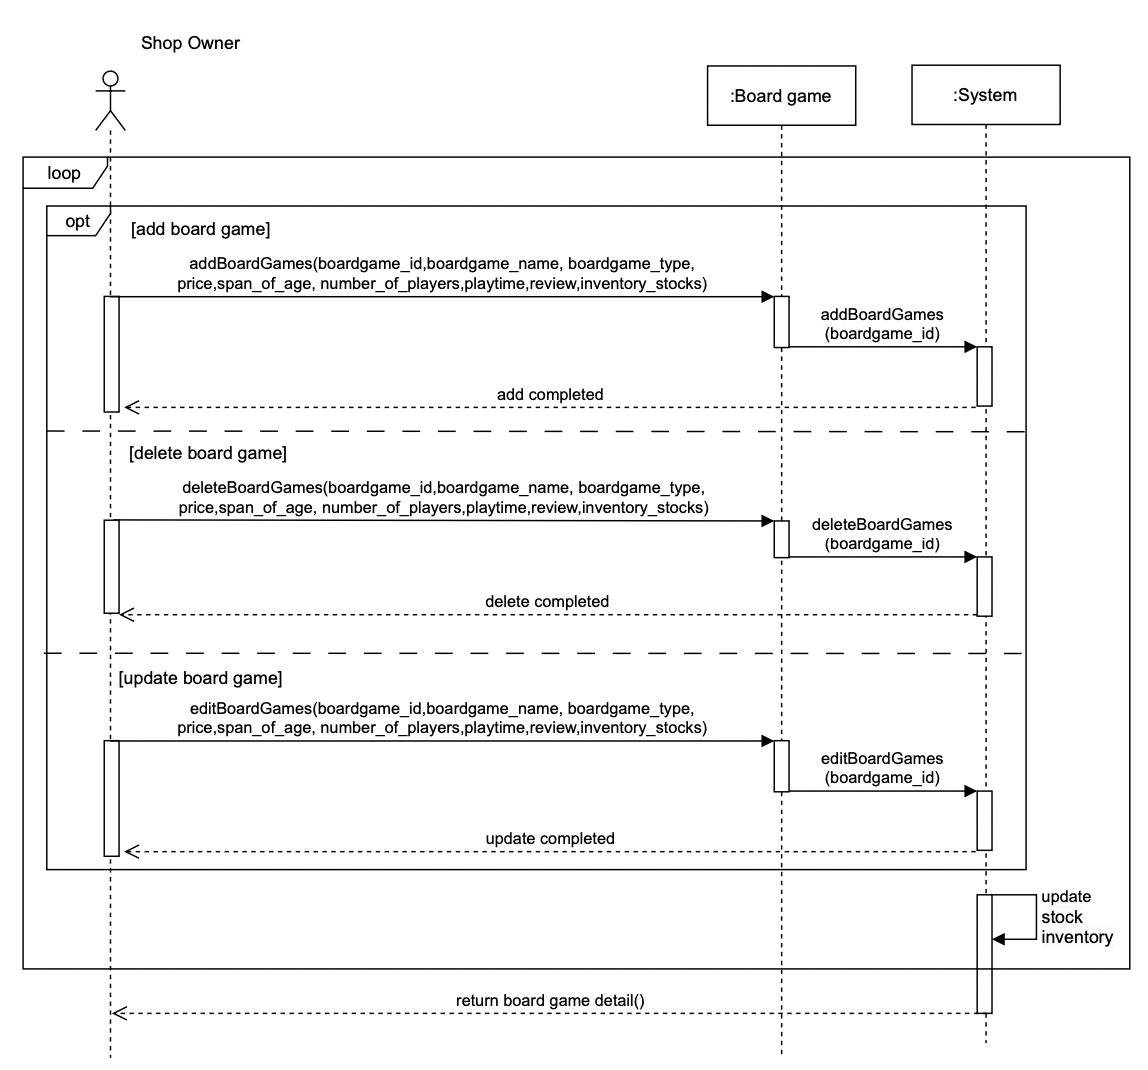 Shop Owner
:Board game
:System
loop
opt
[add board game]
addBoardGames(boardgame_id,boardgame_name, boardgame_type,
price,span_of_age, number_of_players,playtime,review,inventory_stocks)
addBoardGames
(boardgame_id)
add completed
[delete board game]
deleteBoardGames(boardgame_id,boardgame_name, boardgame_type,
price,span_of_age, number_of_players,playtime,review,inventory_stocks)
deleteBoardGames
(boardgame_id)
delete completed
[update board game]
editBoardGames(boardgame_id,boardgame_name, boardgame_type,
price,span_of_age, number_of_players,playtime,review,inventory_stocks)
editBoardGames
(boardgame_id)
update completed
update
stock
inventory
return board game detail()